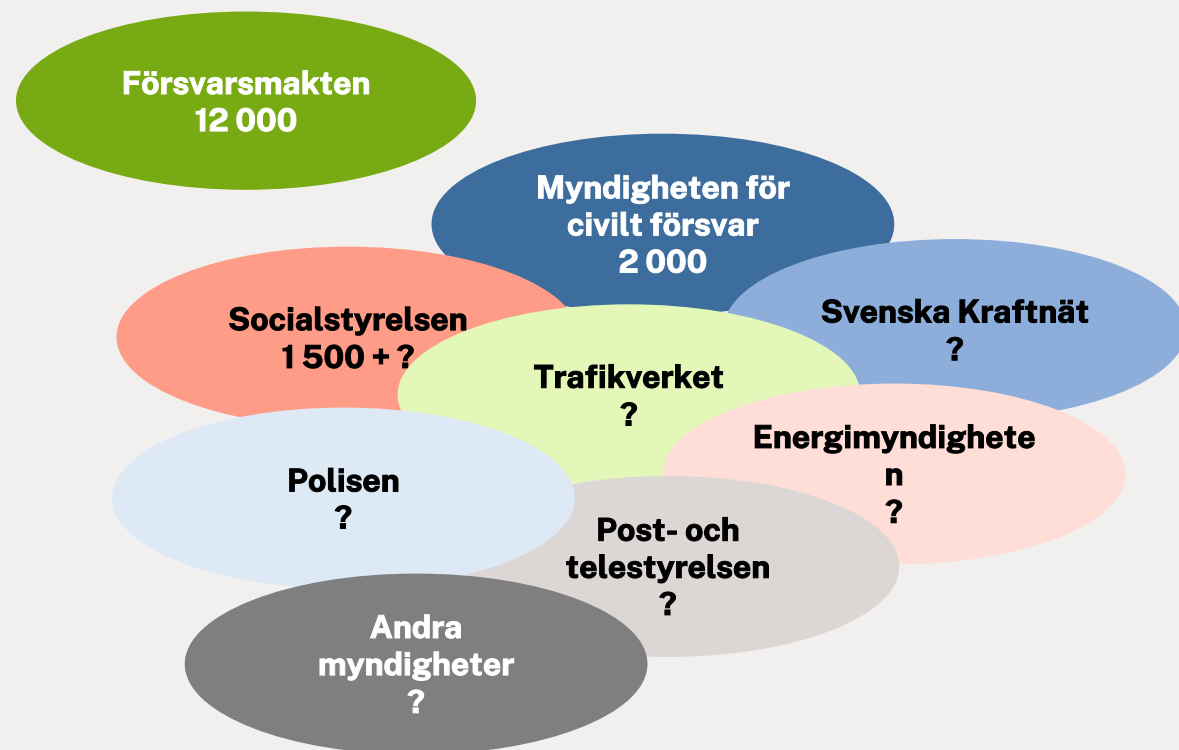 Försvarsmakten
12 000
Myndigheten för
civilt försvar
2 000
Socialstyrelsen
1 500 + ?
Svenska Kraftnät
?
Trafikverket
?
Energimyndighete
n
?
Polisen
?
Post- och
telestyrelsen
?
Andra
myndigheter
?